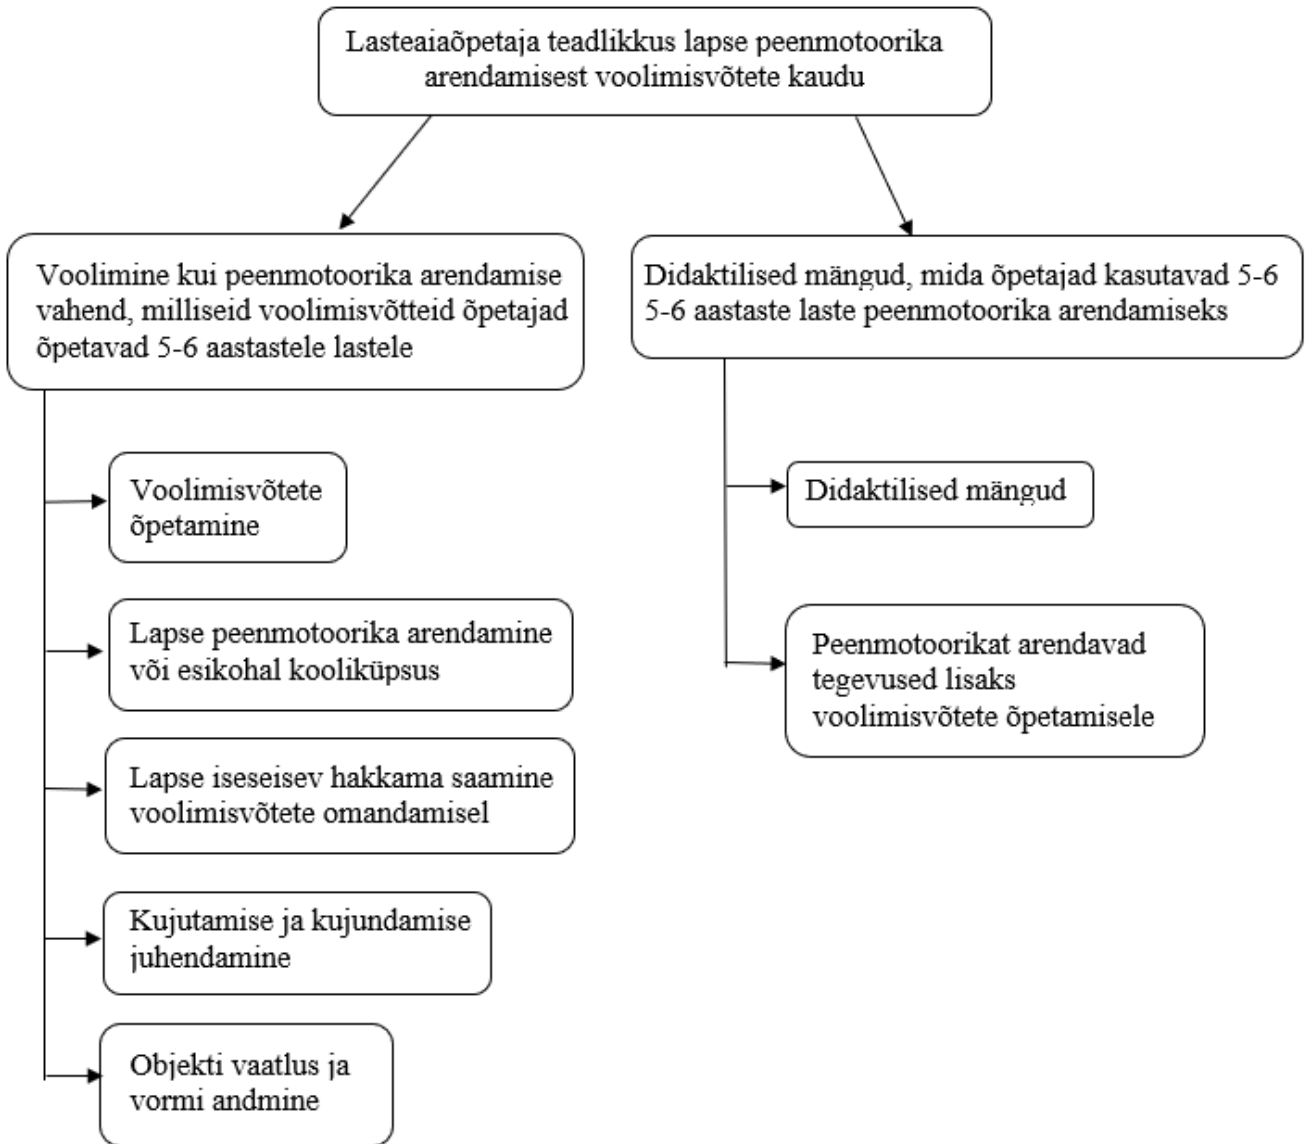 Lasteaiaõpetaja teadlikkus lapse peenmotoorika
arendamisest voolimisvõtete kaudu
Voolimine kui peenmotoorika arendamise
vahend, milliseid voolimisvõtteid õpetajad
õpetavad 5-6 aastastele lastele
Voolimisvõtete
õpetamine
Lapse peenmotoorika arendamine
või esikohal kooliküpsus
Lapse iseseisev hakkama saamine
voolimisvõtete omandamisel
Kujutamise ja kujundamise
juhendamine
Objekti vaatlus ja
vormi andmine
Didaktilised mängud, mida õpetajad kasutavad 5-6
5-6 aastaste laste peenmotoorika arendamiseks
Didaktilised mängud
Peenmotoorikat arendavad
tegevused lisaks
voolimisvõtete õpetamisele